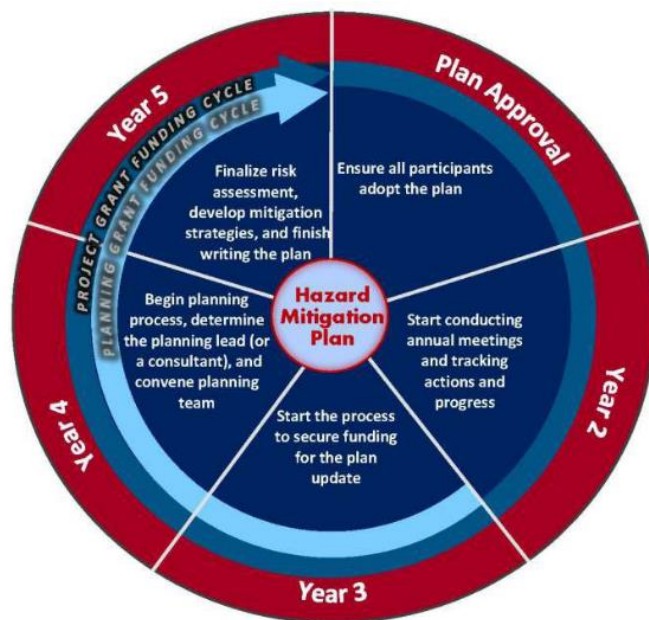 Plan Approval
Ensure all participants
adopt the plan
Year 2
Start conducting
annual meetings
and tracking
actions and
progress
Year 3
Start the process
to secure funding
for the plan
update
Year 4
Begin planning
process, determine
the planning lead (or
a consultant), and
convene planning
team
Year 5
Finalize risk
assessment,
develop mitigation
strategies, and finish
writing the plan
PROJECT GRANT FUNDING CYCLE
PLANNING GRANT FUNDING CYCLE
Hazard
Mitigation
Plan